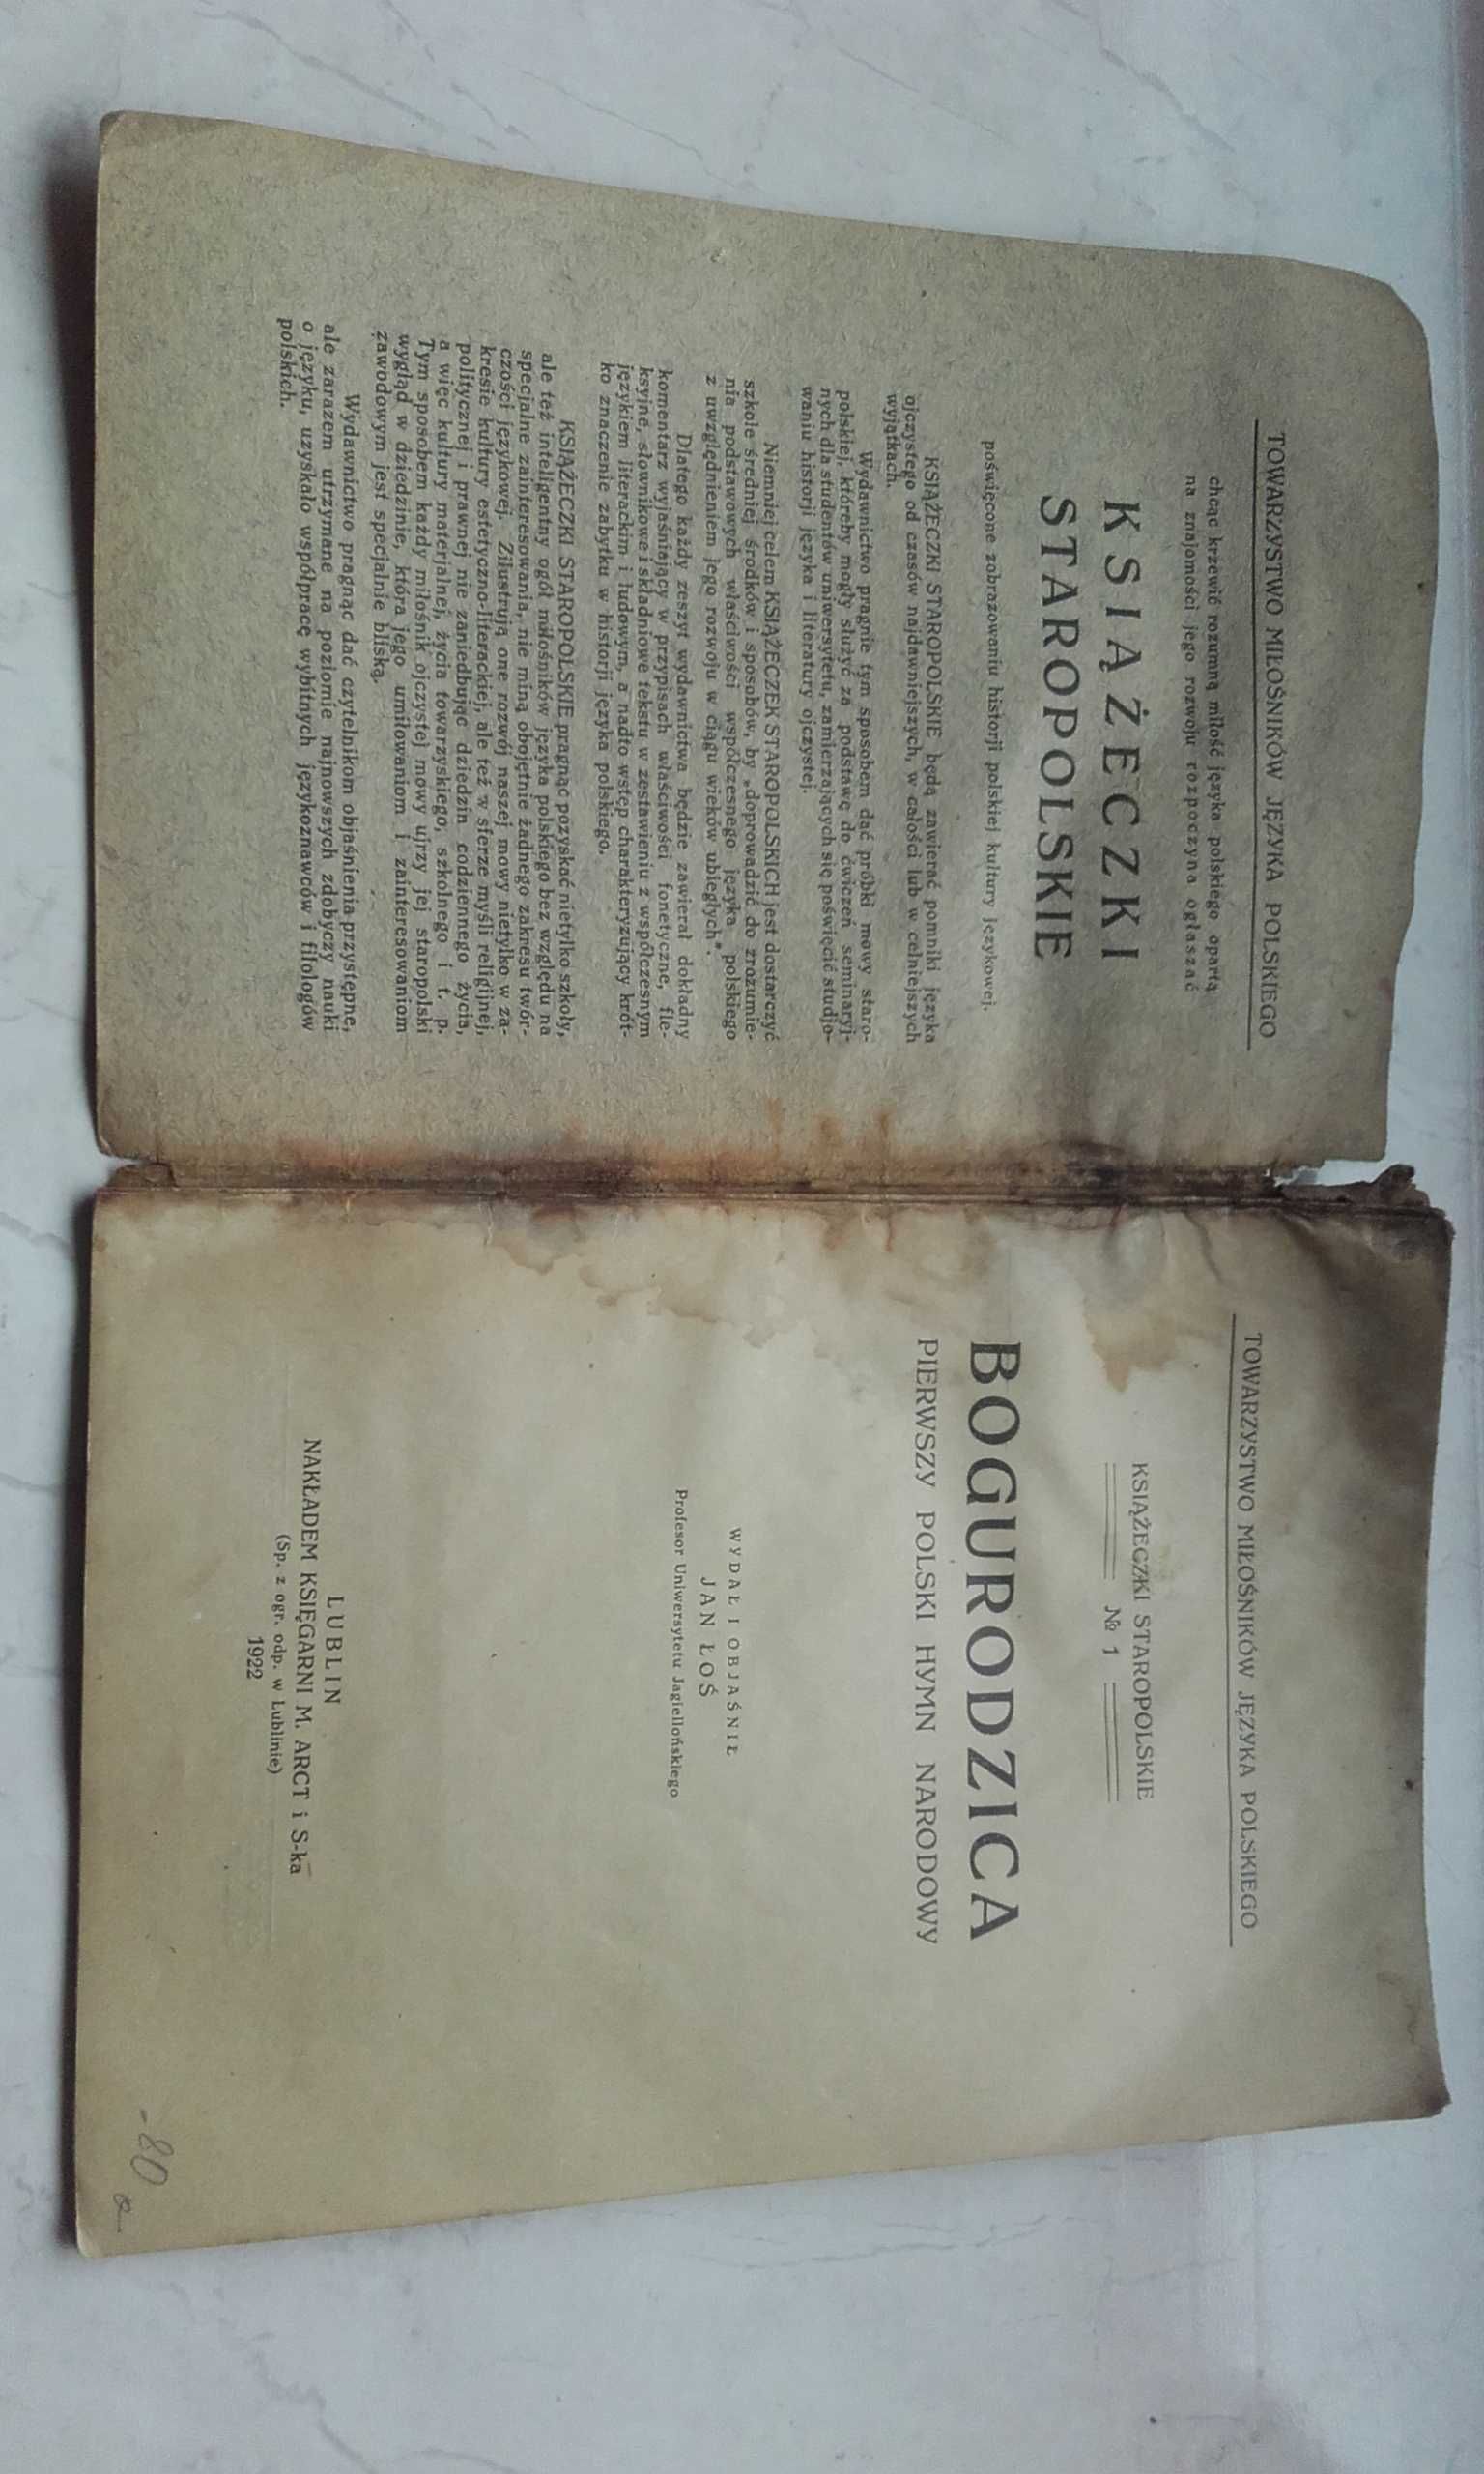 TOWARZYSTWO MIŁOŚNIKÓW JĘZYKA POLSKIEGO
chcąc krzewić rozumną miłość języka polskiego opartą
na znajomości jego rozwoju rozpoczyna ogłaszać
KSIĄŻECZKI
STAROPOLSKIE
poświęcone zobrazowaniu historji polskiej kultury językowej.
KSIĄŻECZKI STAROPOLSKIE będą zawierać pomniki języka
ojczystego od czasów najdawniejszych, w całości lub w celniejszych
wyjątkach.
Wydawnictwo pragnie tym sposobem dać próbki mowy staro-
polskiej, któreby mogły służyć za podstawę do ćwiczeń seminaryj-
nych dla studentów uniwersytetu, zamierzających się poświęcić studjo-
waniu historji języka i literatury ojczystej.
Niemniej celem KSIĄŻECZEK STAROPOLSKICH jest dostarczyć
szkole średniej środków i sposobów, by „doprowadzić do zrozumie-
nia podstawowych właściwości współczesnego języka polskiego
z uwzględnieniem jego rozwoju w ciągu wieków ubiegłych".
Dlatego każdy zeszyt wydawnictwa będzie zawierał dokładny
komentarz wyjaśniający w przypisach właściwości fonetyczne, fle-
ksyjne, słownikowe i składniowe tekstu w zestawieniu z współczesnym
językiem literackim i ludowym, a nadto wstęp charakteryzujący krót-
ko znaczenie zabytku w historji języka polskiego.
KSIĄŻECZKI STAROPOLSKIE pragnąc pozyskać nietylko szkoły,
ale też inteligentny ogół miłośników języka polskiego bez względu na
specjalne zainteresowania, nie miną obojętnie żadnego zakresu twór-
czości językowej. Zilustrują one rozwój naszej mowy nietylko w za-
kresie kultury estetyczno-literackiej, ale też w sferze myśli religijnej,
politycznej i prawnej nie zaniedbując dziedzin codziennego życia,
a więc kultury materjalnej, życia towarzyskiego, szkolnego i t. p.
Tym sposobem każdy miłośnik ojczystej mowy ujrzy jej staropolski
wygląd w dziedzinie, która jego umiłowaniom i zainteresowaniom
zawodowym jest specjalnie bliską.
Wydawnictwo pragnąc dać czytelnikom objaśnienia przystępne,
ale zarazem utrzymane na poziomie najnowszych zdobyczy nauki
o języku, uzyskało współpracę wybitnych językoznawców i filologów
polskich.
TOWARZYSTWO MIŁOŚNIKÓW JĘZYKA POLSKIEGO
KSIĄŻECZKI STAROPOLSKIE
№ 1
BOGURODZICA
PIERWSZY POLSKI HYMN NARODOWY
WYDAŁ I OBJAŚNIŁ
JAN ŁOŚ
Profesor Uniwersytetu Jagiellońskiego
LUBLIN
NAKŁADEM KSIĘGARNI M. ARCT i S-ka
(Sp. z ogr. odp. w Lublinie)
1922
-80